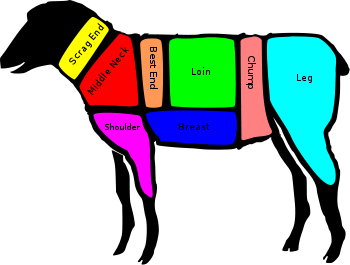 Scrag End
Middle Neck
Best End
Loin
Chump
Leg
Shoulder
Breast